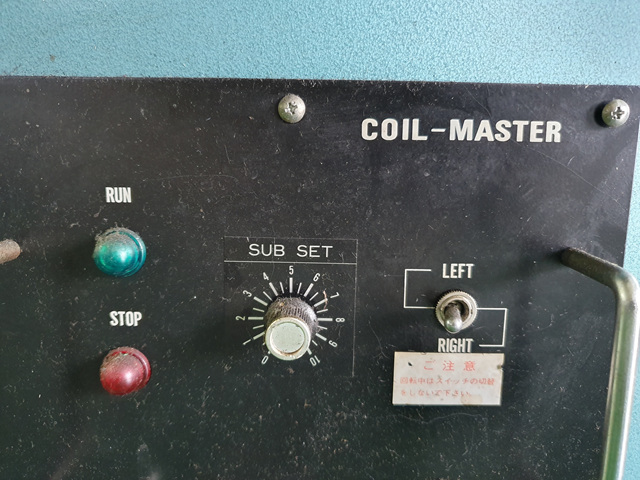 COIL-MASTER
RUN
SUB SET
5
4 6
3 7
2 8
1 9
0 10
LEFT
STOP
RIGHT
ご注意
回転中はスイッチの切替
をしないで下さい。